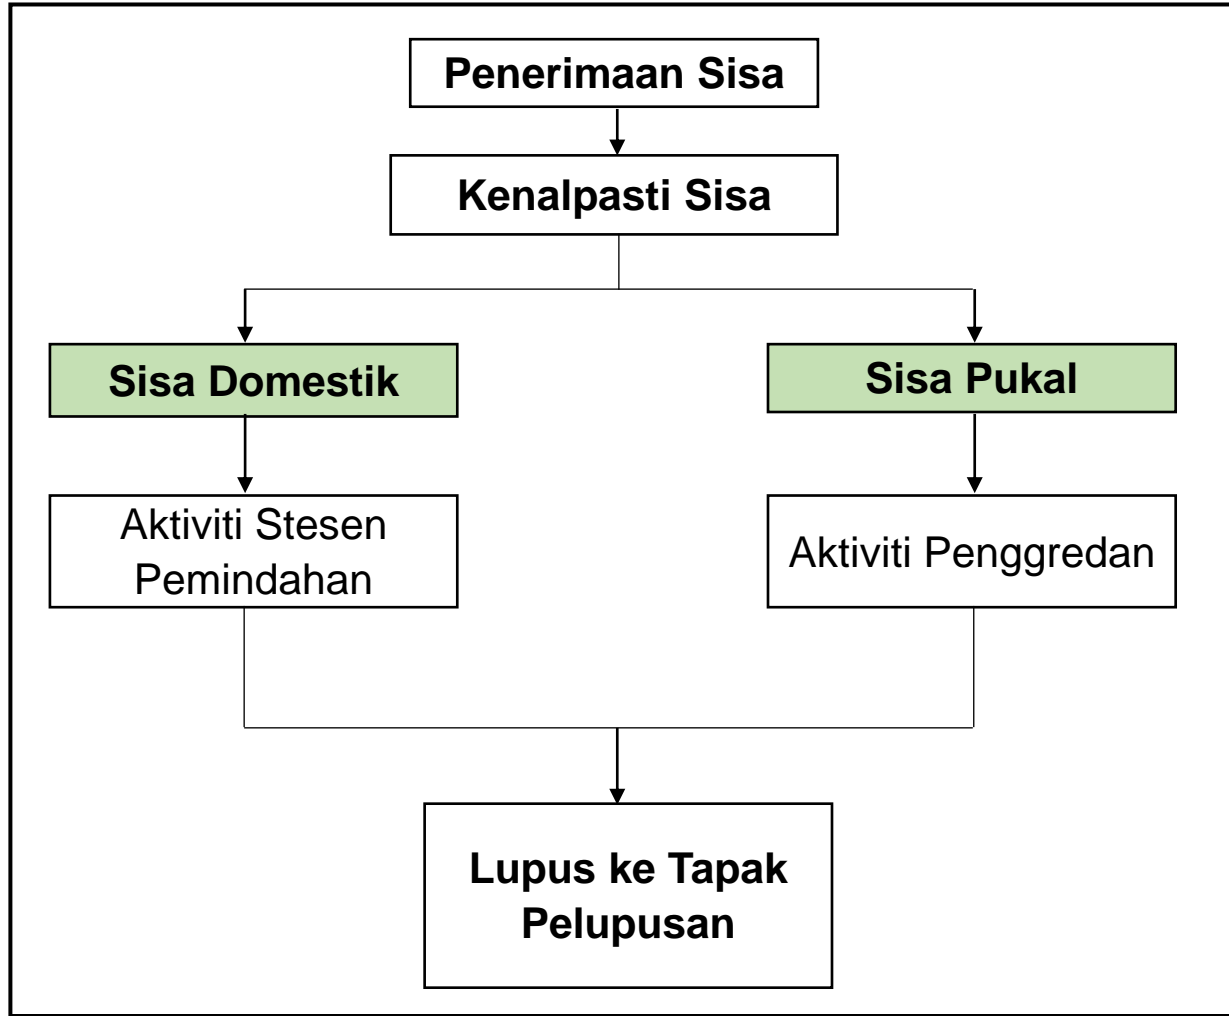 Penerimaan Sisa
Kenalpasti Sisa
Sisa Domestik
Sisa Pukal
Aktiviti Stesen
Pemindahan
Aktiviti Penggredan
Lupus ke Tapak
Pelupusan